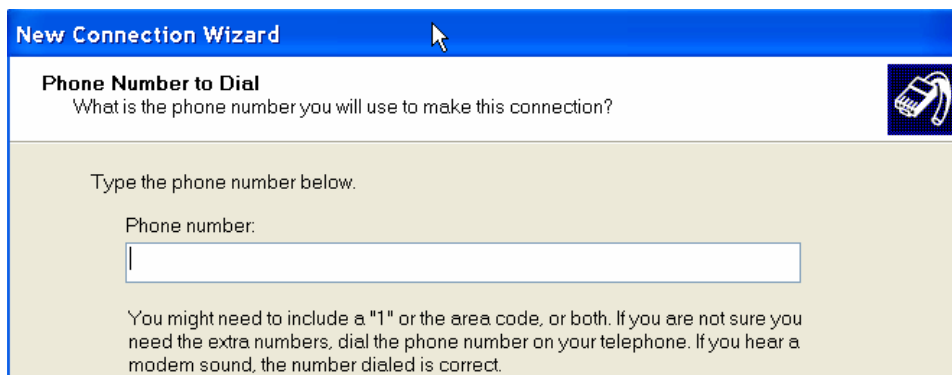 New Connection Wizard
Phone Number to Dial
What is the phone number you will use to make this connection?
Type the phone number below.
Phone number:
You might need to include a "1" or the area code, or both. If you are not sure you
need the extra numbers, dial the phone number on your telephone. If you hear a
modem sound, the number dialed is correct.